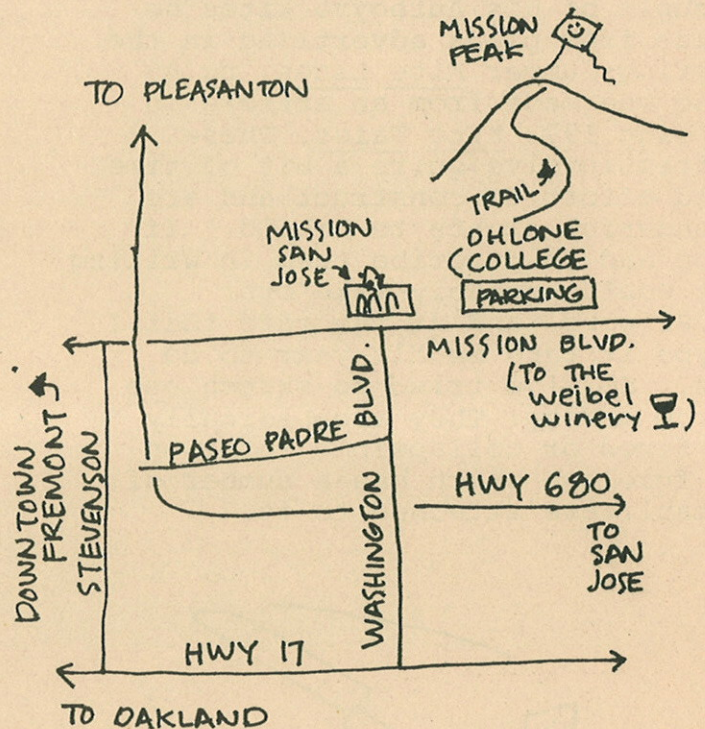 MISSION
PEAK
TO PLEASANTON
TRAIL
MISSION
SAN
JOSE
OHLONE
COLLEGE
PARKING
MISSION BLVD.
(TO THE
weibel
winery )
WASHINGTON BLVD.
PASEO PADRE
HWY 680
TO
SAN
JOSE
DOWNTOWN
FREMONT
STEVENSON
HWY 17
TO OAKLAND